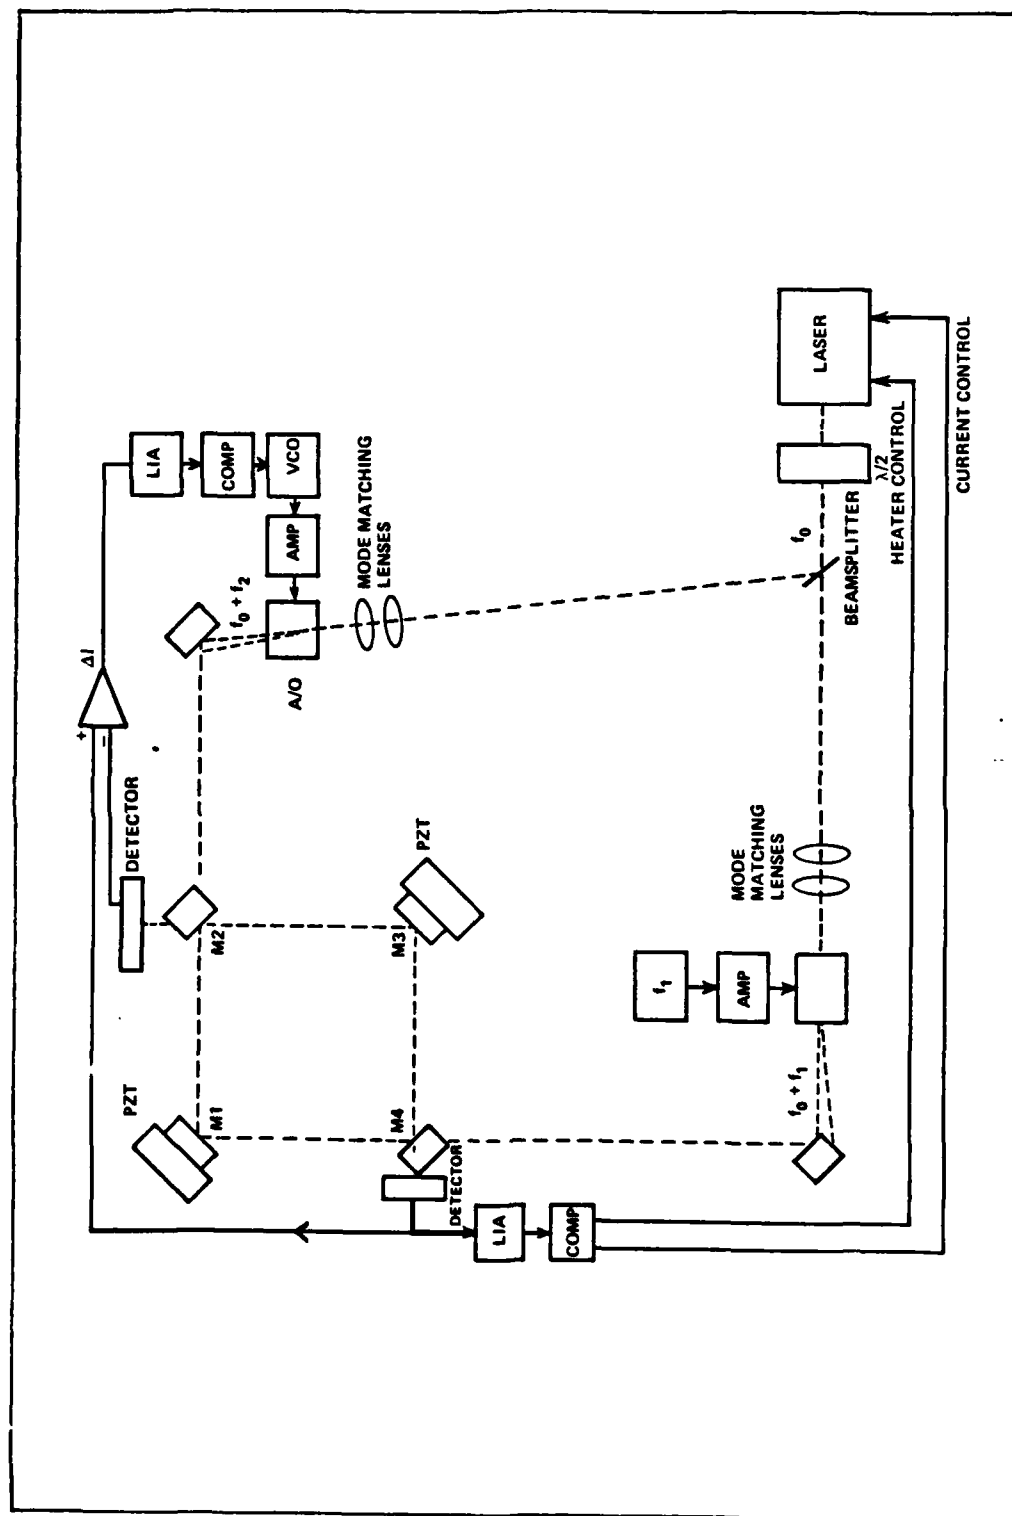 PZT
M1
DETECTOR
M2
+
−
ΔI
LIA
COMP
VCO
AMP
A/O
f₀ + f₂
MODE MATCHING
LENSES
M4
M3
PZT
DETECTOR
LIA
COMP
f₁
AMP
f₀ + f₁
MODE
MATCHING
LENSES
BEAMSPLITTER
f₀
λ/2
LASER
HEATER CONTROL
CURRENT CONTROL